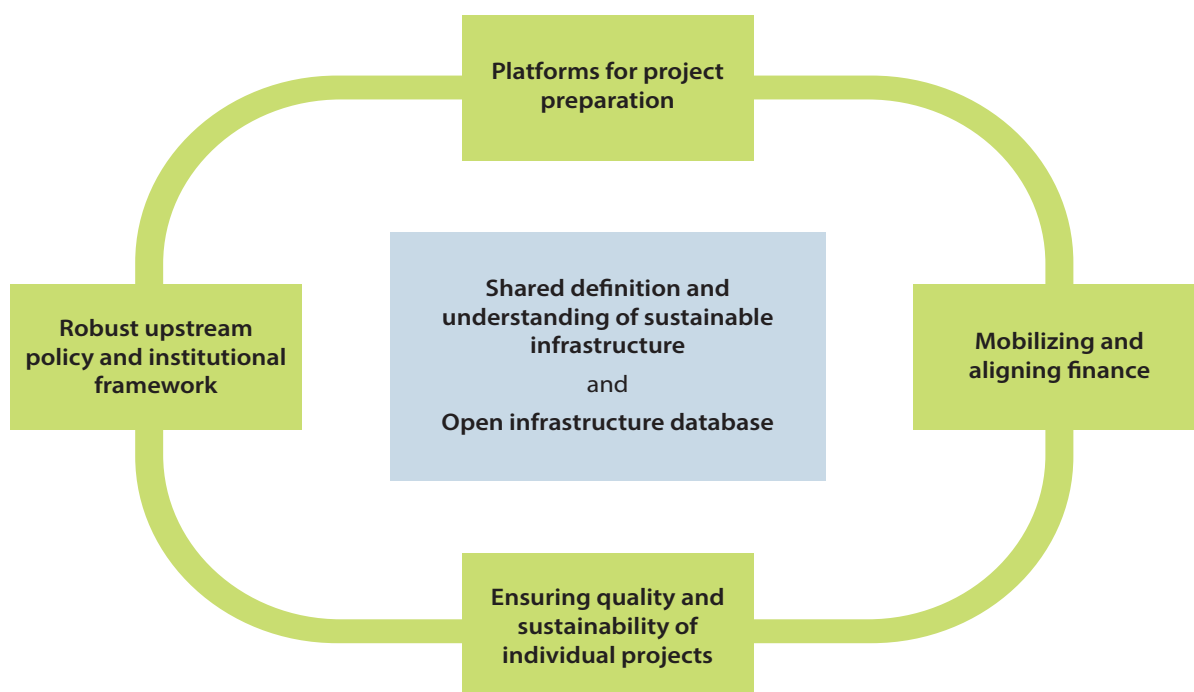 Platforms for project
preparation
Shared definition and
understanding of sustainable
infrastructure
and
Open infrastructure database
Robust upstream
policy and institutional
framework
Mobilizing and
aligning finance
Ensuring quality and
sustainability of
individual projects